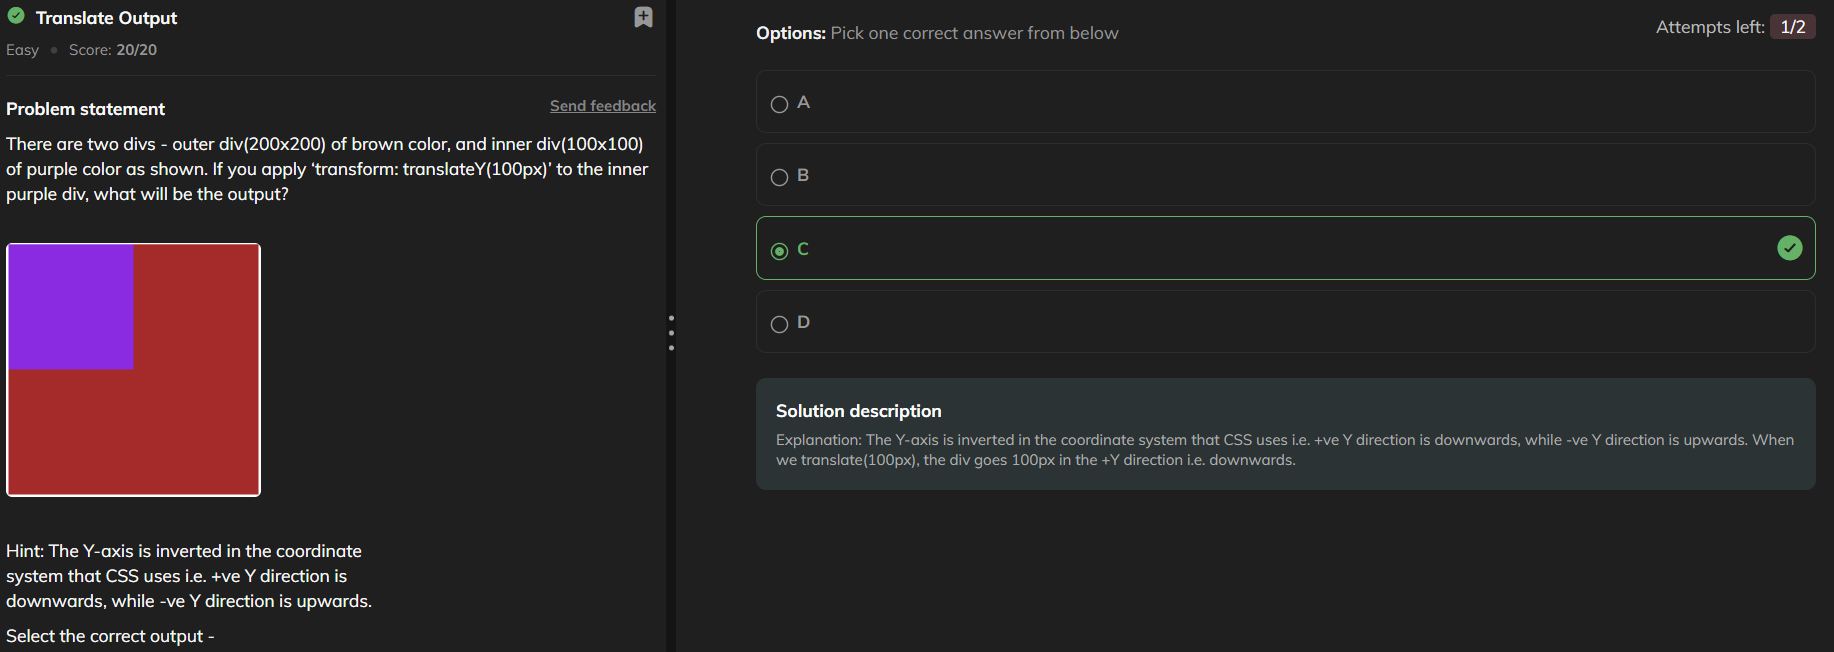 Translate Output
Easy • Score: 20/20
Problem statement
Send feedback
There are two divs - outer div(200x200) of brown color, and inner div(100x100)
of purple color as shown. If you apply ‘transform: translateY(100px)’ to the inner
purple div, what will be the output?
Hint: The Y-axis is inverted in the coordinate
system that CSS uses i.e. +ve Y direction is
downwards, while -ve Y direction is upwards.
Select the correct output -
Options: Pick one correct answer from below
Attempts left: 1/2
A
B
C
D
Solution description
Explanation: The Y-axis is inverted in the coordinate system that CSS uses i.e. +ve Y direction is downwards, while -ve Y direction is upwards. When
we translate(100px), the div goes 100px in the +Y direction i.e. downwards.